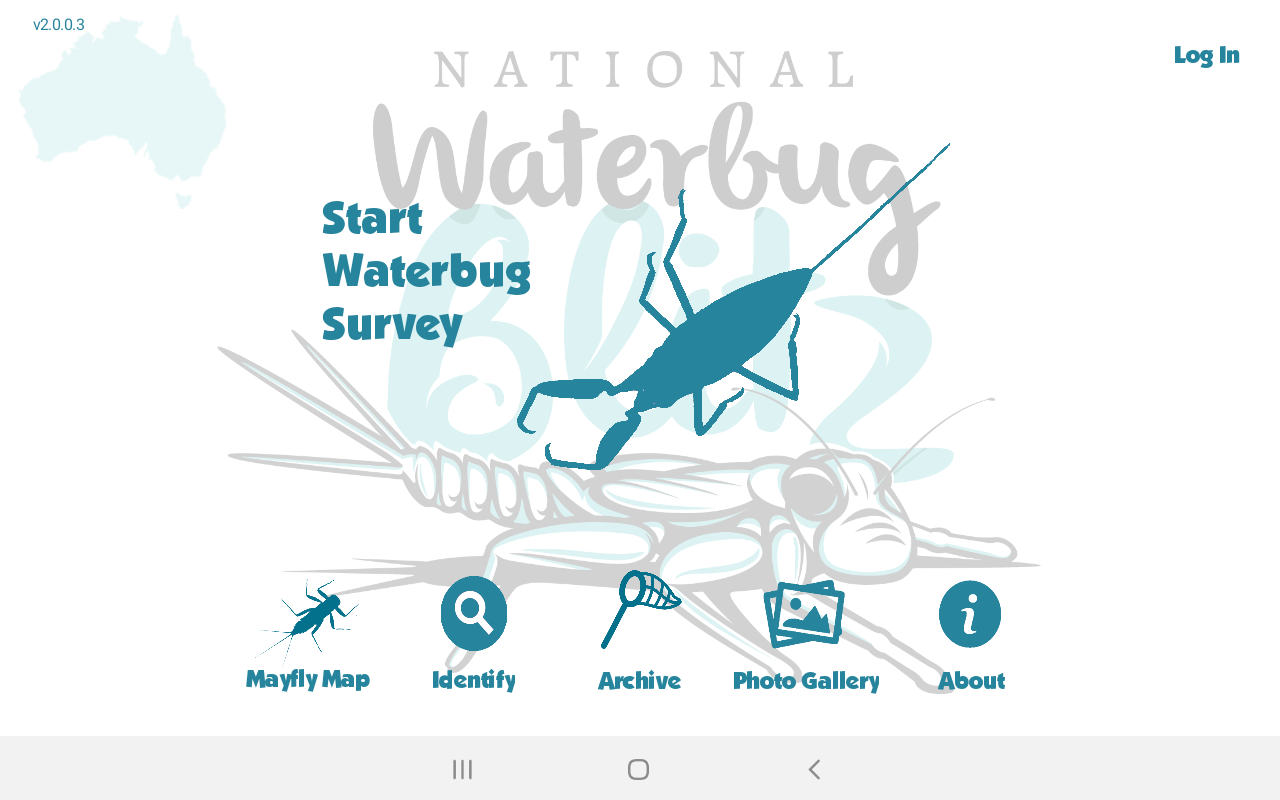 v2.0.0.3
Log In
NATIONAL
Waterbug
Blitz
Start
Waterbug
Survey
Mayfly Map
Identify
Archive
Photo Gallery
About